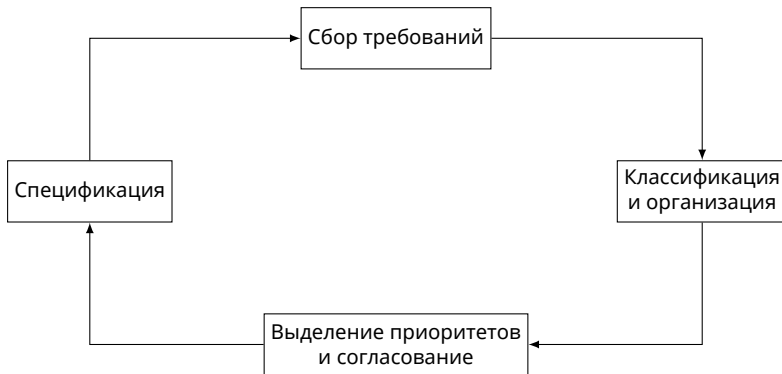 Сбор требований
Спецификация
Классификация
и организация
Выделение приоритетов
и согласование